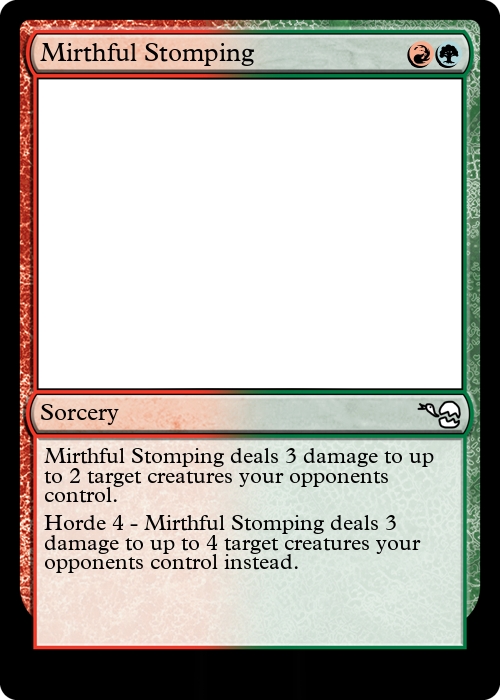 Mirthful Stomping
Sorcery
Mirthful Stomping deals 3 damage to up
to 2 target creatures your opponents
control.
Horde 4 - Mirthful Stomping deals 3
damage to up to 4 target creatures your
opponents control instead.